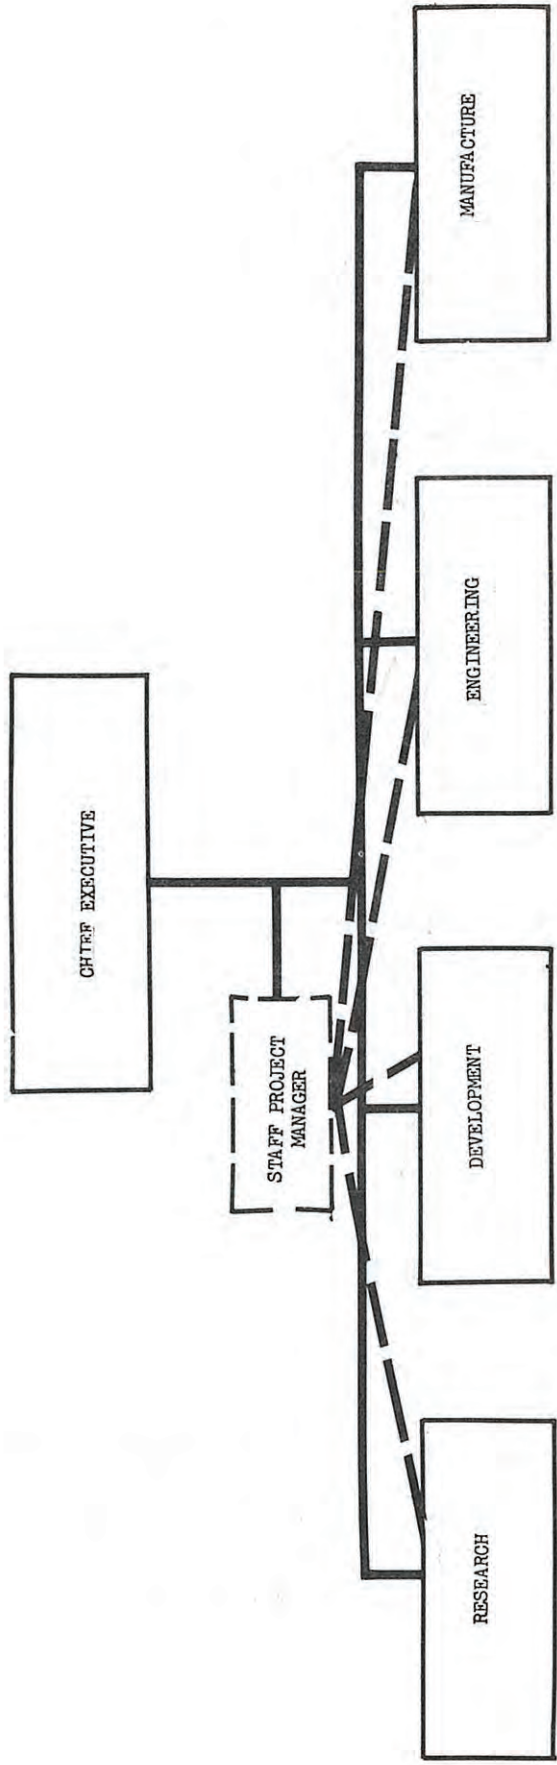 CHIEF EXECUTIVE
STAFF PROJECT
MANAGER
RESEARCH
DEVELOPMENT
ENGINEERING
MANUFACTURE